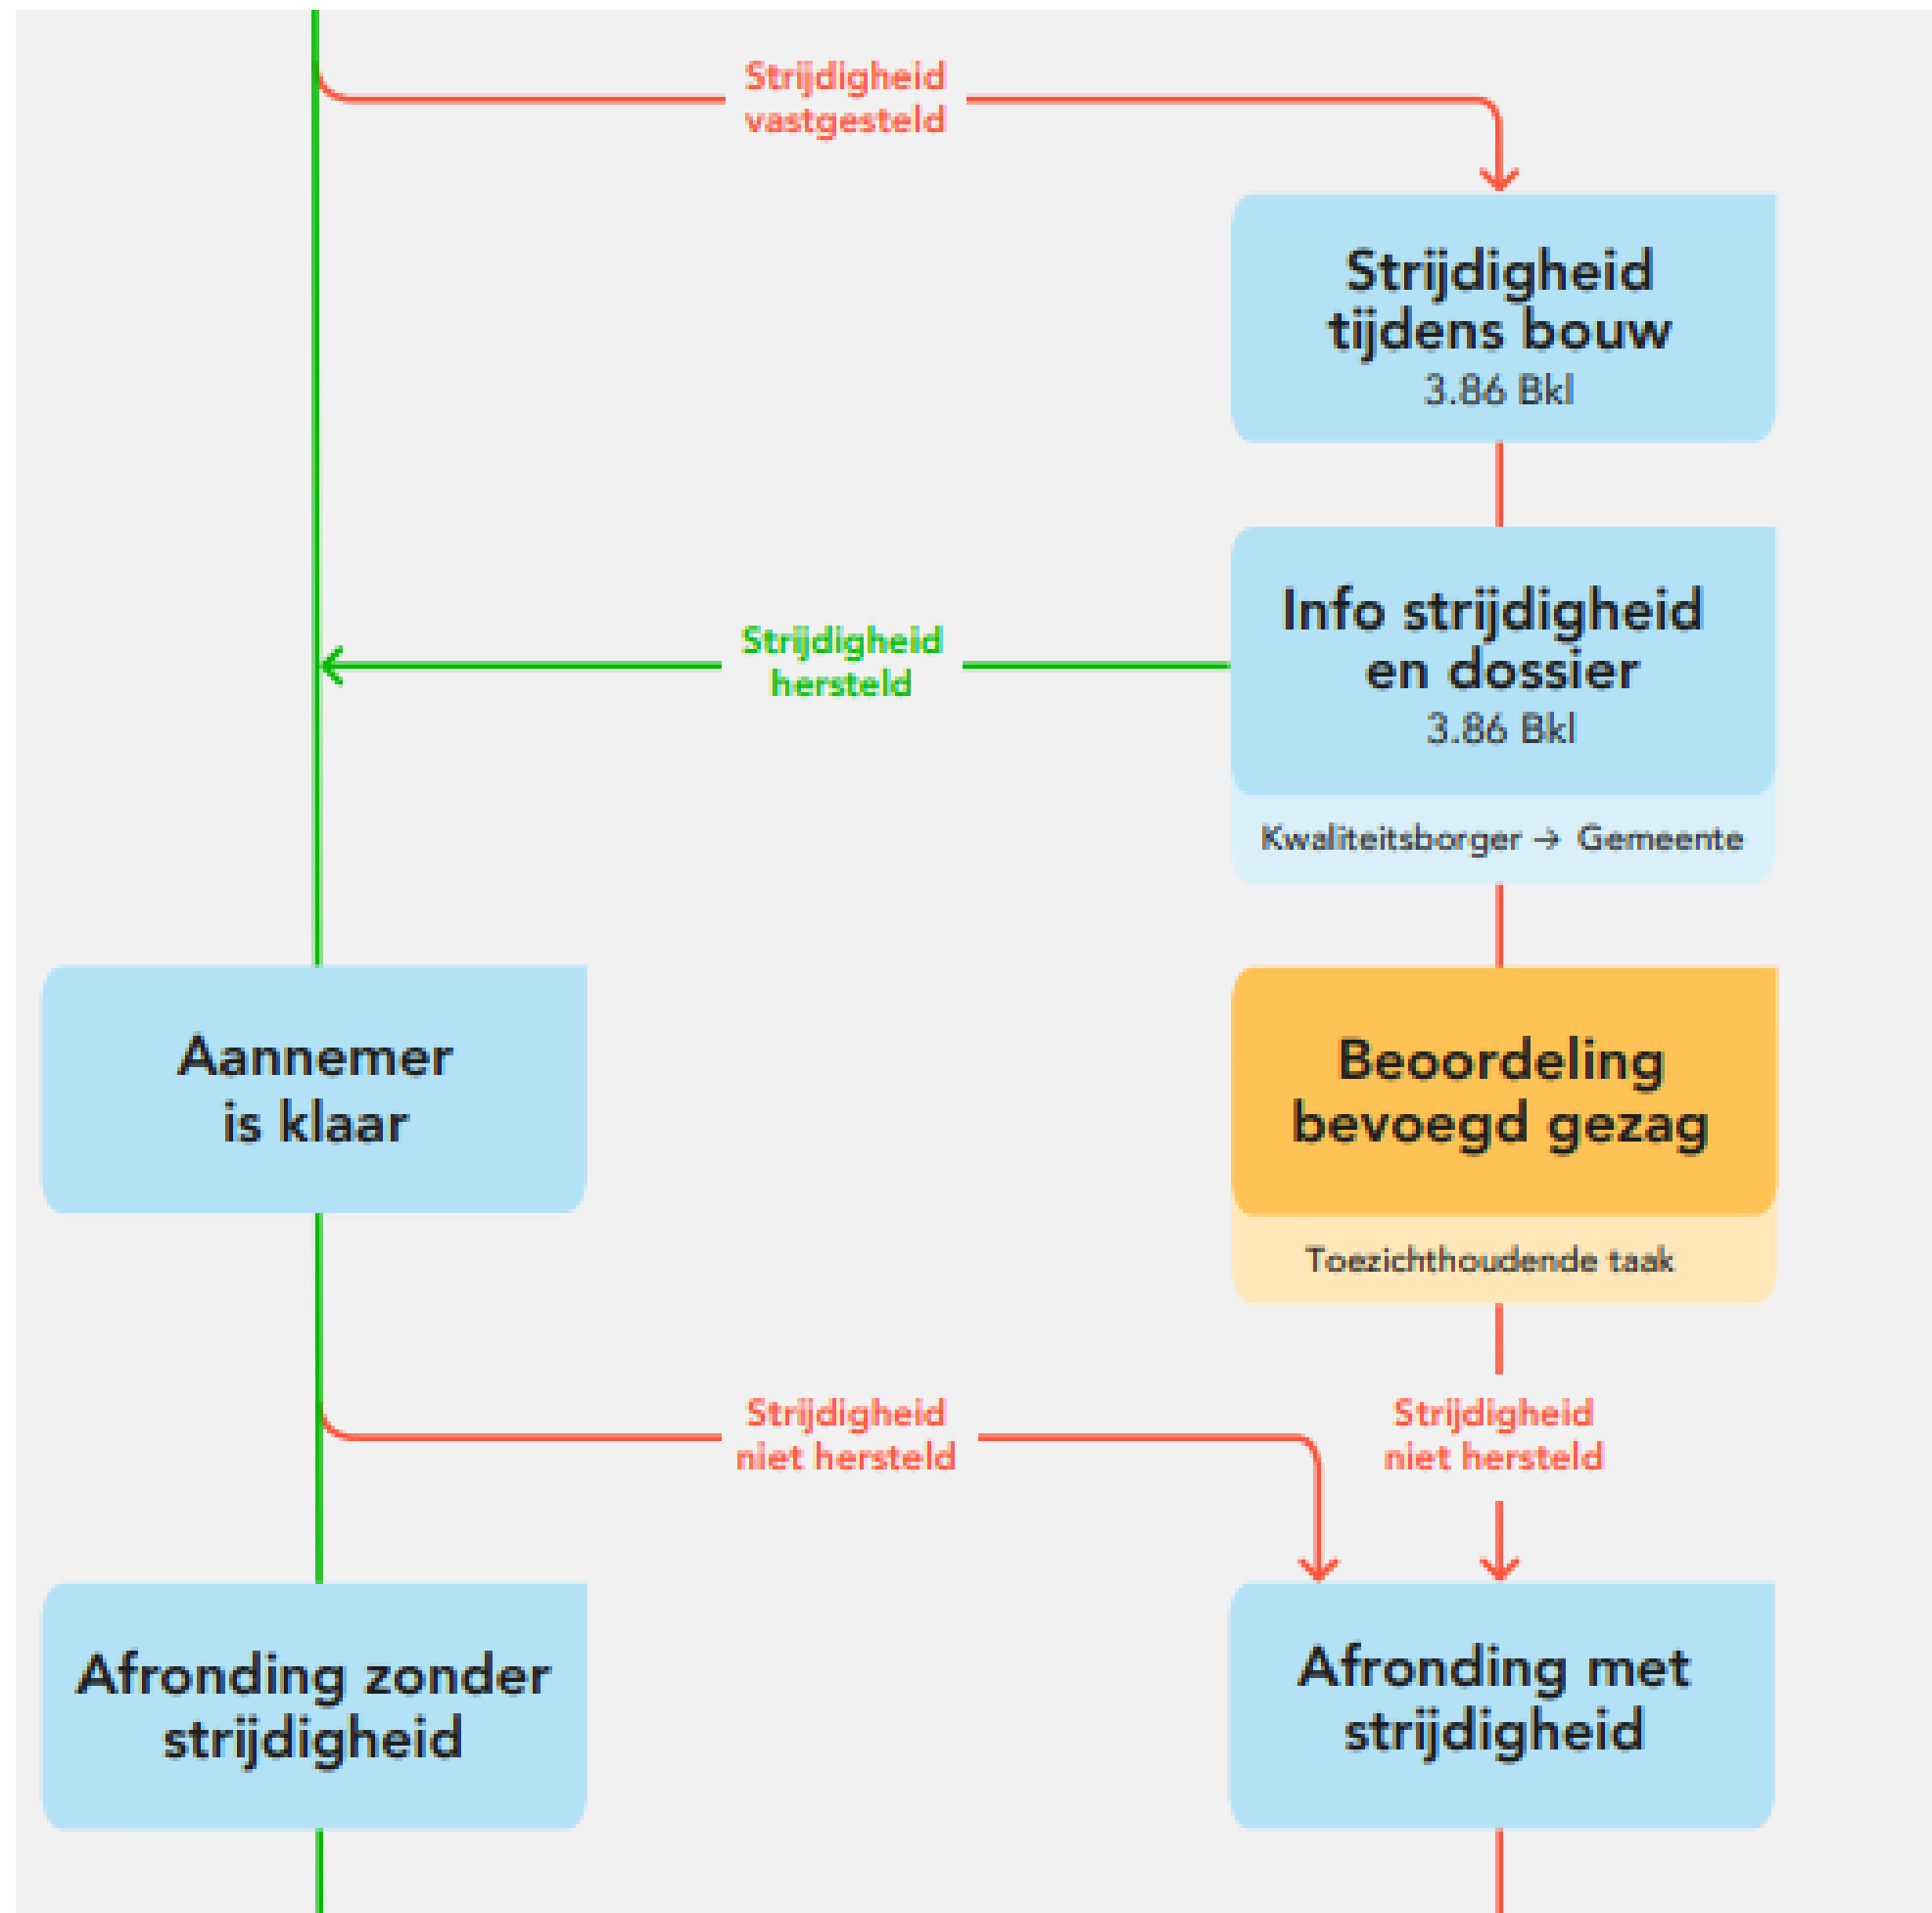 Strijdigheid
vastgesteld
Strijdigheid
tijdens bouw
3.86 Bkl
Info strijdigheid
en dossier
3.86 Bkl
Kwaliteitsborger → Gemeente
Strijdigheid
hersteld
Aannemer
is klaar
Beoordeling
bevoegd gezag
Toezichthoudende taak
Strijdigheid
niet hersteld
Strijdigheid
niet hersteld
Afronding zonder
strijdigheid
Afronding met
strijdigheid